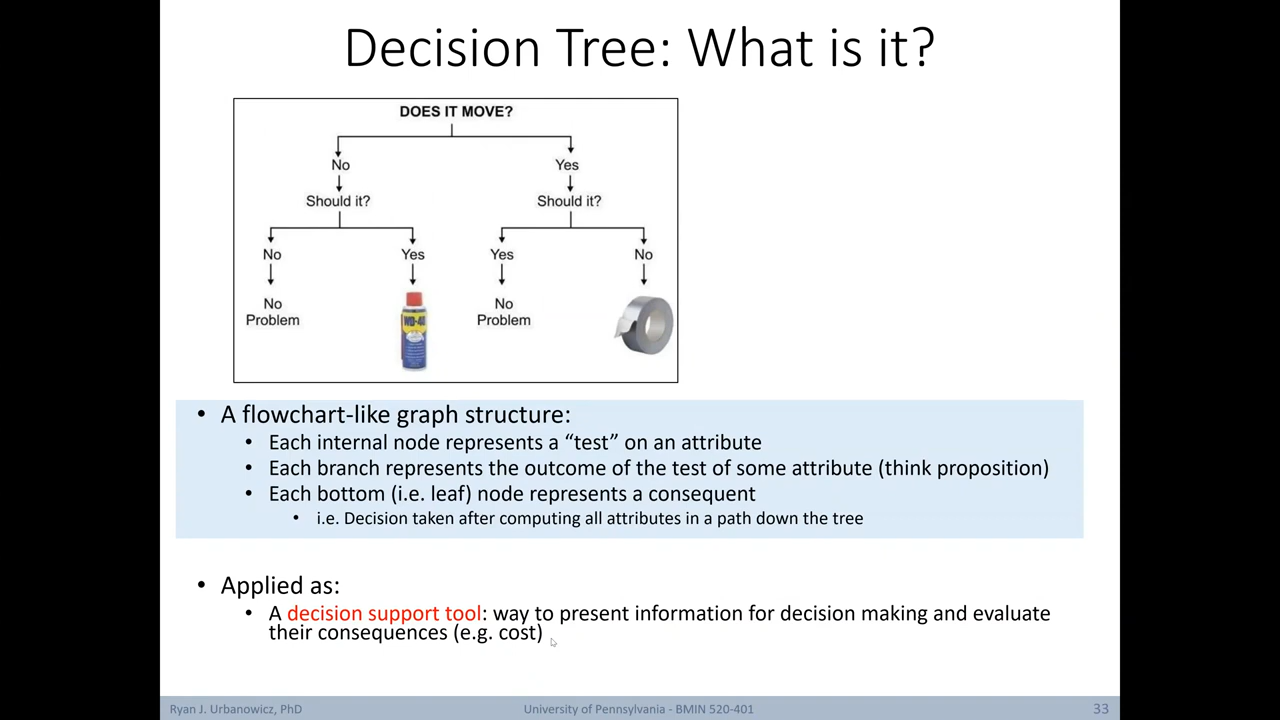 Decision Tree: What is it?
DOES IT MOVE?
No Yes
Should it? Should it?
No Yes Yes No
No No
Problem Problem
WD-40
• A flowchart-like graph structure:
• Each internal node represents a “test” on an attribute
• Each branch represents the outcome of the test of some attribute (think proposition)
• Each bottom (i.e. leaf) node represents a consequent
• i.e. Decision taken after computing all attributes in a path down the tree
• Applied as:
• A decision support tool: way to present information for decision making and evaluate
their consequences (e.g. cost)
Ryan J. Urbanowicz, PhD University of Pennsylvania - BMIN 520-401 33